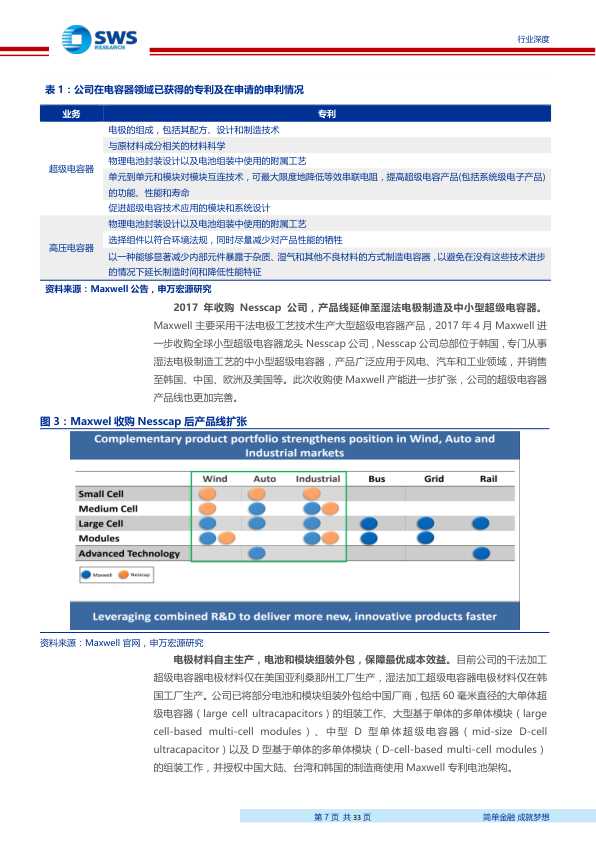 SWS
RESEARCH
行业深度
表 1：公司在电容器领域已获得的专利及在申请的申利情况
业务 专利
电极的组成，包括其配方、设计和制造技术
与原材料成分相关的材料科学
超级电容器
物理电池封装设计以及电池组装中使用的附属工艺
单元到单元和模块对模块互连技术，可最大限度地降低等效串联电阻，提高超级电容产品(包括系统级电子产品)
的功能、性能和寿命
促进超级电容技术应用的模块和系统设计
物理电池封装设计以及电池组装中使用的附属工艺
高压电容器
选择组件以符合环境法规，同时尽量减少对产品性能的牺牲
以一种能够显著减少内部元件暴露于杂质、湿气和其他不良材料的方式制造电容器，以避免在没有这些技术进步
的情况下延长制造时间和降低性能特征
资料来源：Maxwell 公告，申万宏源研究
2017 年收购 Nesscap 公司，产品线延伸至湿法电极制造及中小型超级电容器。
Maxwell 主要采用干法电极工艺技术生产大型超级电容器产品，2017 年 4 月 Maxwell 进
一步收购全球小型超级电容器龙头 Nesscap 公司，Nesscap 公司总部位于韩国，专门从事
湿法电极制造工艺的中小型超级电容器，产品广泛应用于风电、汽车和工业领域，并销售
至韩国、中国、欧洲及美国等。此次收购使 Maxwell 产能进一步扩张，公司的超级电容器
产品线也更加完善。
图 3：Maxwel 收购 Nesscap 后产品线扩张
Complementary product portfolio strengthens position in Wind, Auto and
Industrial markets
Wind Auto Industrial Bus Grid Rail
Small Cell
Medium Cell
Large Cell
Modules
Advanced Technology
Maxwell Nesscap
Leveraging combined R&D to deliver more new, innovative products faster
资料来源：Maxwell 官网，申万宏源研究
电极材料自主生产，电池和模块组装外包，保障最优成本效益。目前公司的干法加工
超级电容器电极材料仅在美国亚利桑那州工厂生产，湿法加工超级电容器电极材料仅在韩
国工厂生产。公司已将部分电池和模块组装外包给中国厂商，包括 60 毫米直径的大单体超
级电容器（large cell ultracapacitors）的组装工作、大型基于单体的多单体模块（large
cell-based multi-cell modules）、中型 D 型单体超级电容器（mid-size D-cell
ultracapacitor）以及 D 型基于单体的多单体模块（D-cell-based multi-cell modules）
的组装工作，并授权中国大陆、台湾和韩国的制造商使用 Maxwell 专利电池架构。
第 7 页 共 33 页 简单金融 成就梦想